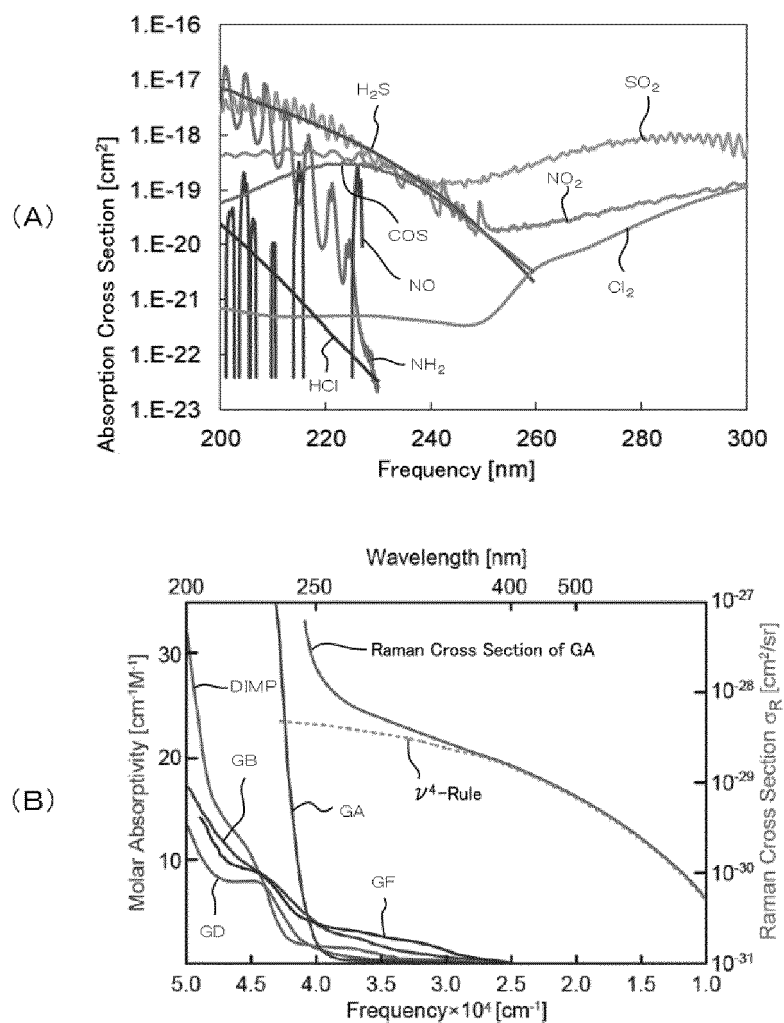 (A)
Absorption Cross Section [cm²]
1.E-16
1.E-17
1.E-18
1.E-19
1.E-20
1.E-21
1.E-22
1.E-23
H₂S
SO₂
NO₂
COS
NO
Cl₂
HCl
NH₂
200 220 240 260 280 300
Frequency [nm]
(B)
Wavelength [nm]
200 250 400 500
Molar Absorptivity [cm⁻¹M⁻¹]
30
20
10
Raman Cross Section σR [cm²/sr]
10⁻²⁷
10⁻²⁸
10⁻²⁹
10⁻³⁰
10⁻³¹
Raman Cross Section of GA
DIMP
GB
ν⁴-Rule
GA
GF
GD
5.0 4.5 4.0 3.5 3.0 2.5 2.0 1.5 1.0
Frequency×10⁴ [cm⁻¹]